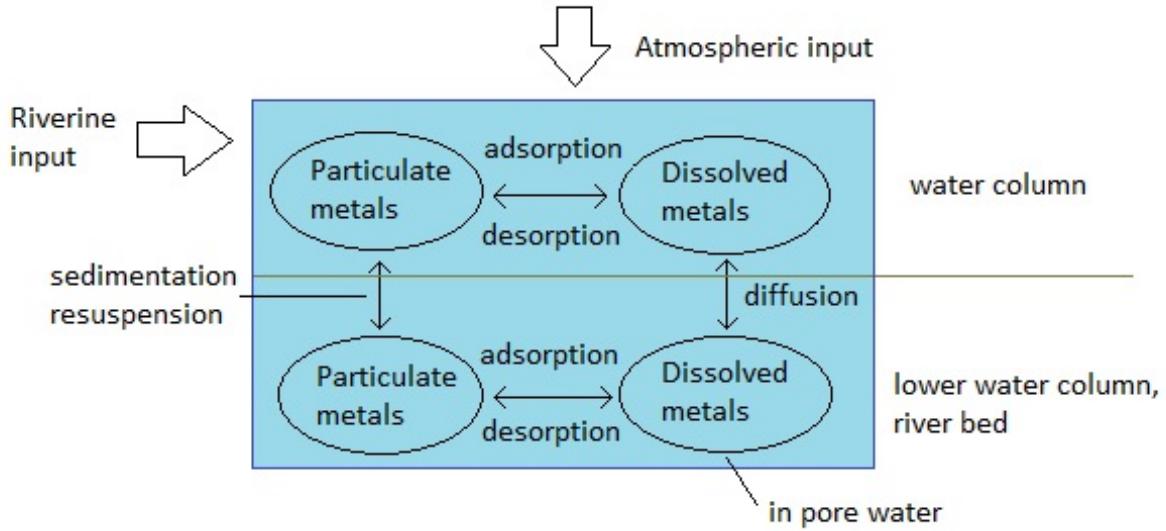 Atmospheric input
Riverine
input
Particulate
metals
adsorption
desorption
Dissolved
metals
water column
sedimentation
resuspension
diffusion
Particulate
metals
adsorption
desorption
Dissolved
metals
lower water column,
river bed
in pore water